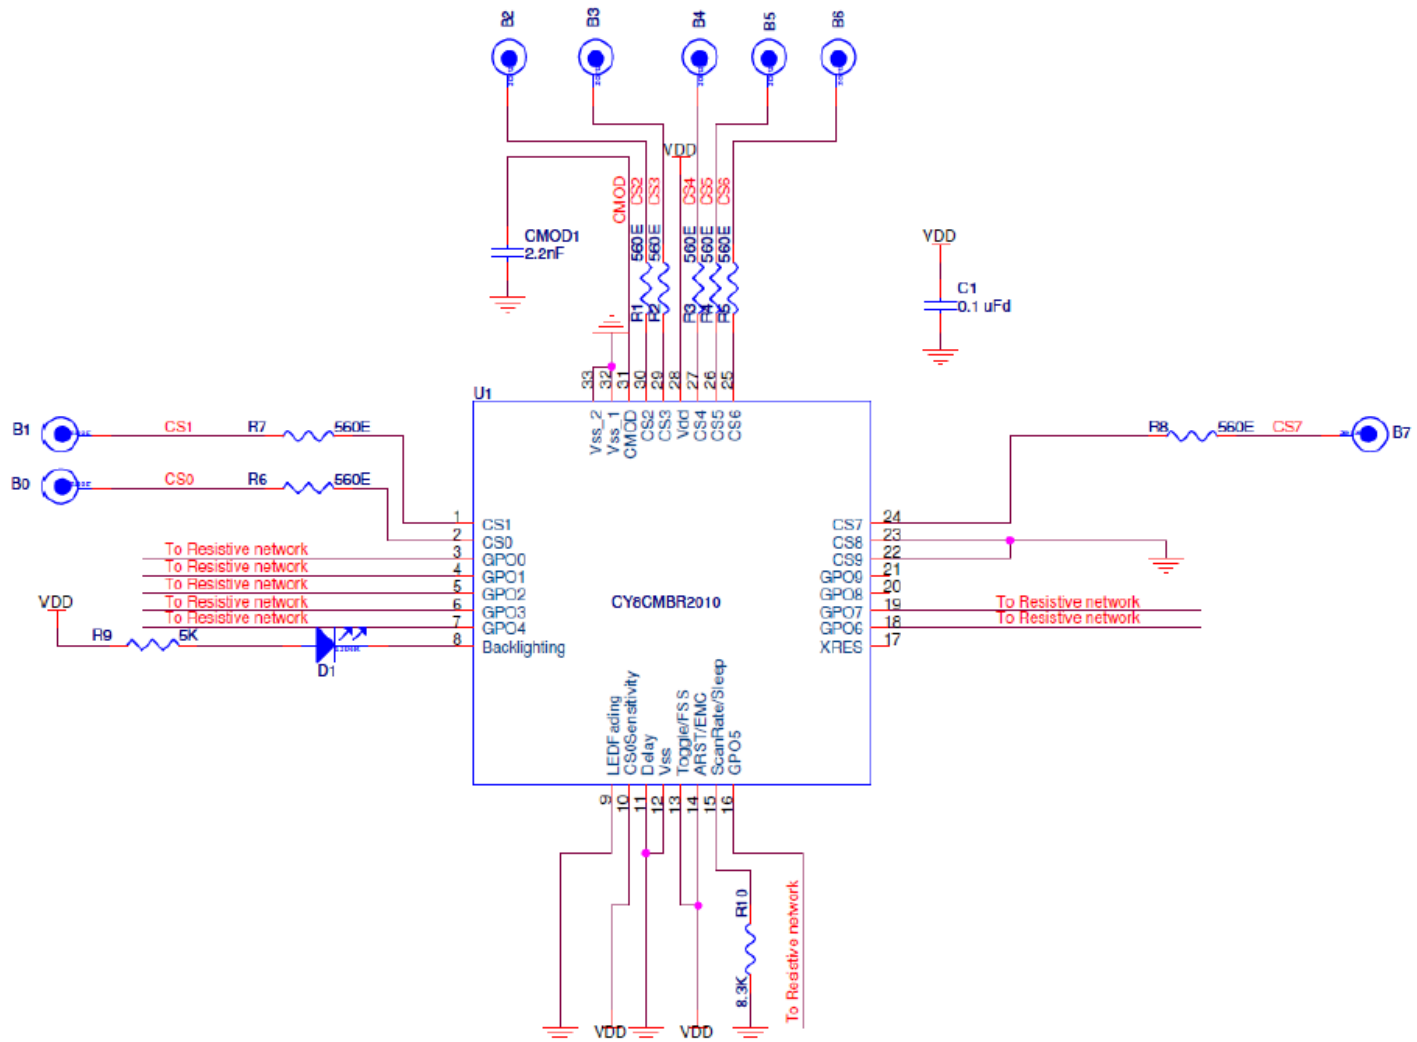 B2
B3
B4
B5
B6
VDD
CMOD
CS2
CS3
CS4
CS5
CS6
560E
560E
560E
560E
560E
R1
R2
R3
R4
R5
CMOD1
2.2nF
VDD
C1
0.1 uFd
33
32
31
30
29
28
27
26
25
U1
Vss_2
Vss_1
CMOD
CS2
CS3
Vdd
CS4
CS5
CS6
B1
CS1
R7
560E
B0
CS0
R6
560E
R8
560E
CS7
B7
1
CS1
2
CS0
3
GPO0
4
GPO1
5
GPO2
6
GPO3
7
GPO4
8
Backlighting
To Resistive network
To Resistive network
To Resistive network
To Resistive network
To Resistive network
VDD
R9
5K
D1
CY8CMBR2010
CS7
24
CS8
23
CS9
22
GPO9
21
GPO8
20
GPO7
19
GPO6
18
XRES
17
To Resistive network
To Resistive network
LEDFading
CS0Sensitivity
Delay
Vss
Toggle/FSS
ARST/EMC
ScanRate/Sleep
GPO5
9
10
11
12
13
14
15
16
R10
8.3K
To Resistive network
VDD
VDD